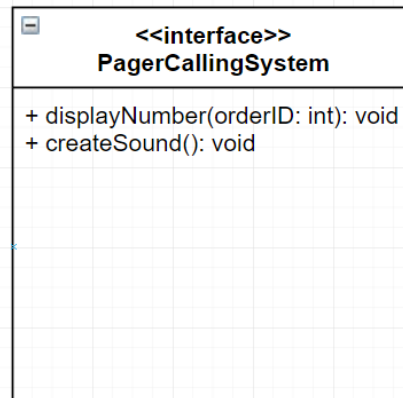 <<interface>>
PagerCallingSystem
+ displayNumber(orderID: int): void
+ createSound(): void